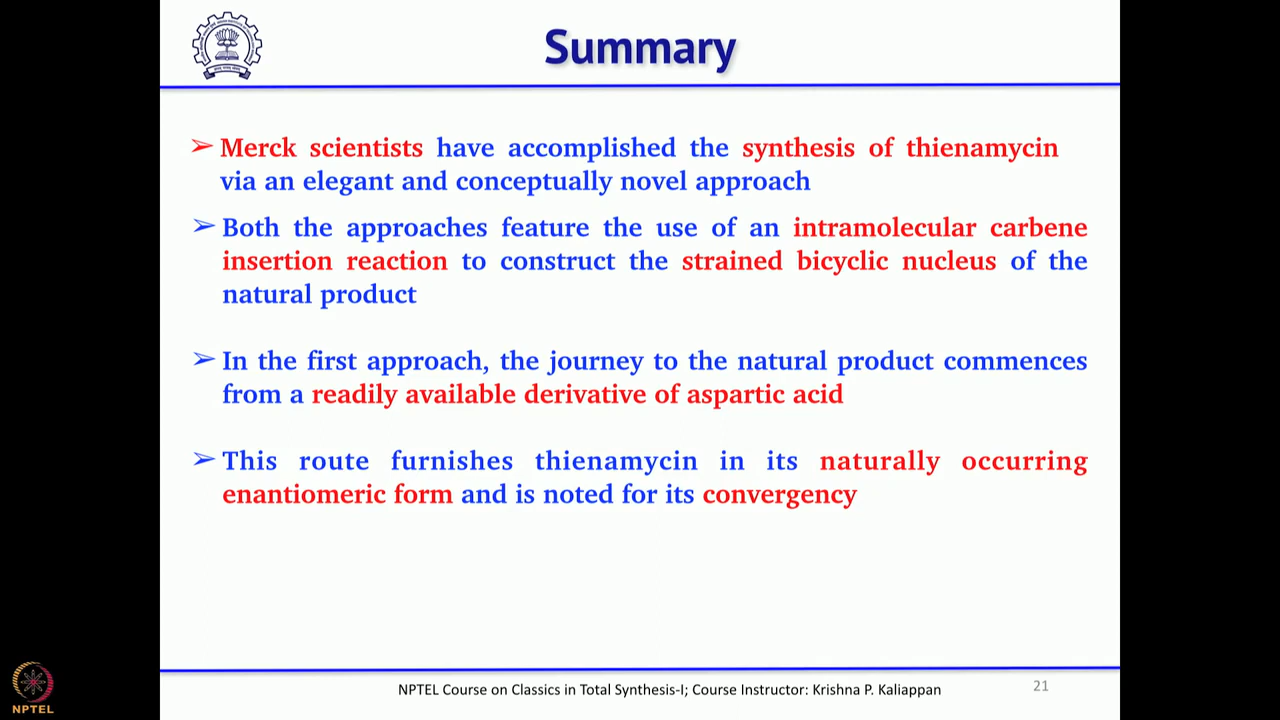 Summary
➢ Merck scientists have accomplished the synthesis of thienamycin
via an elegant and conceptually novel approach
➢ Both the approaches feature the use of an intramolecular carbene
insertion reaction to construct the strained bicyclic nucleus of the
natural product
➢ In the first approach, the journey to the natural product commences
from a readily available derivative of aspartic acid
➢ This route furnishes thienamycin in its naturally occurring
enantiomeric form and is noted for its convergency
NPTEL Course on Classics in Total Synthesis-I; Course Instructor: Krishna P. Kaliappan
21
NPTEL